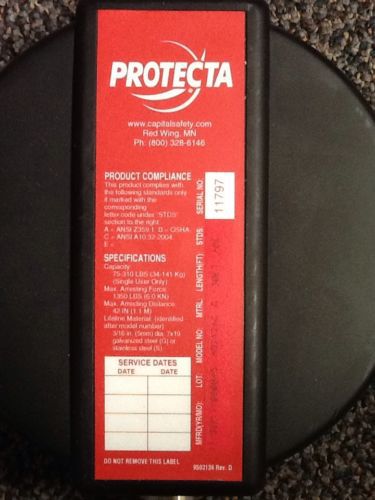 PROTECTA
www.capitalsafety.com
Red Wing, MN
Ph: (800) 328-6146
PRODUCT COMPLIANCE
This product complies with
the following standards only
if marked with the
corresponding
letter code under "STDS"
section to the right
A = ANSI Z359.1, D = OSHA,
C = ANSI A10.32-2004
E =
SPECIFICATIONS
Capacity
75-310 LBS (34-141 Kg)
(Single User Only)
Max. Arresting Force
1350 LBS (6.0 KN)
Max. Arresting Distance
42 IN (1.1 M)
Lifeline Material (identified
after model number)
3/16 in. (5mm) dia. 7x19
galvanized steel (G) or
stainless steel (S)
SERVICE DATES
DATE DATE
DO NOT REMOVE THIS LABEL
9502134 Rev. D
MFRD(YR/MO): LOT: MODEL NO: MTRL: LENGTH(FT): STDS: SERIAL NO:
11797